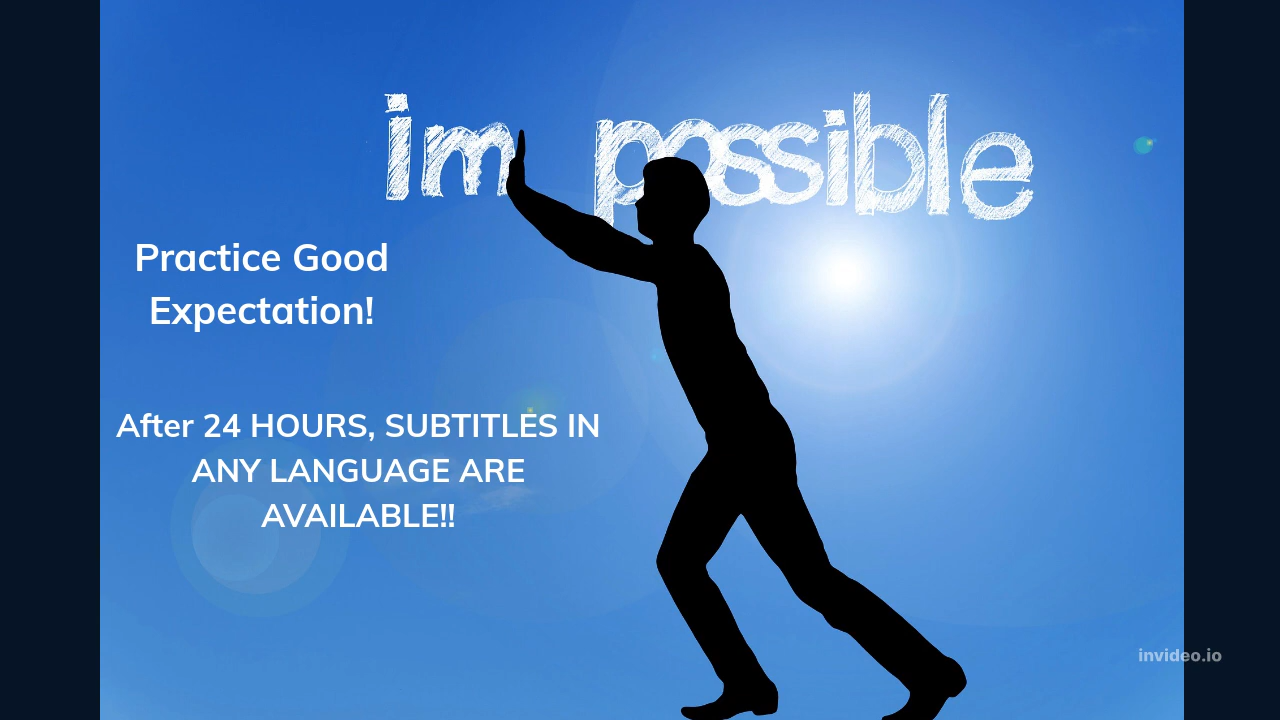 im possible
Practice Good
Expectation!
After 24 HOURS, SUBTITLES IN
ANY LANGUAGE ARE
AVAILABLE!!
invideo.io